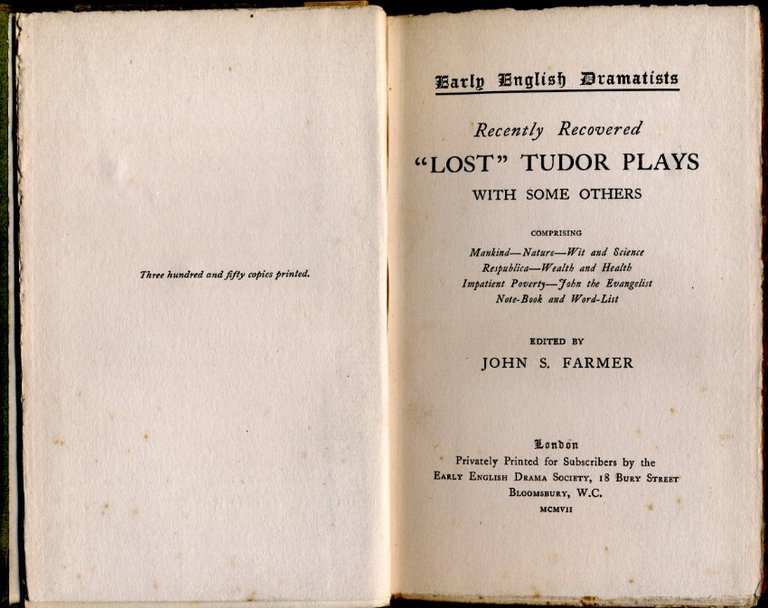 Three hundred and fifty copies printed.
Early English Dramatists
Recently Recovered
“LOST” TUDOR PLAYS
WITH SOME OTHERS
COMPRISING
Mankind—Nature—Wit and Science
Respublica—Wealth and Health
Impatient Poverty—John the Evangelist
Note-Book and Word-List
EDITED BY
JOHN S. FARMER
London
Privately Printed for Subscribers by the
EARLY ENGLISH DRAMA SOCIETY, 18 BURY STREET
BLOOMSBURY, W.C.
MCMVII